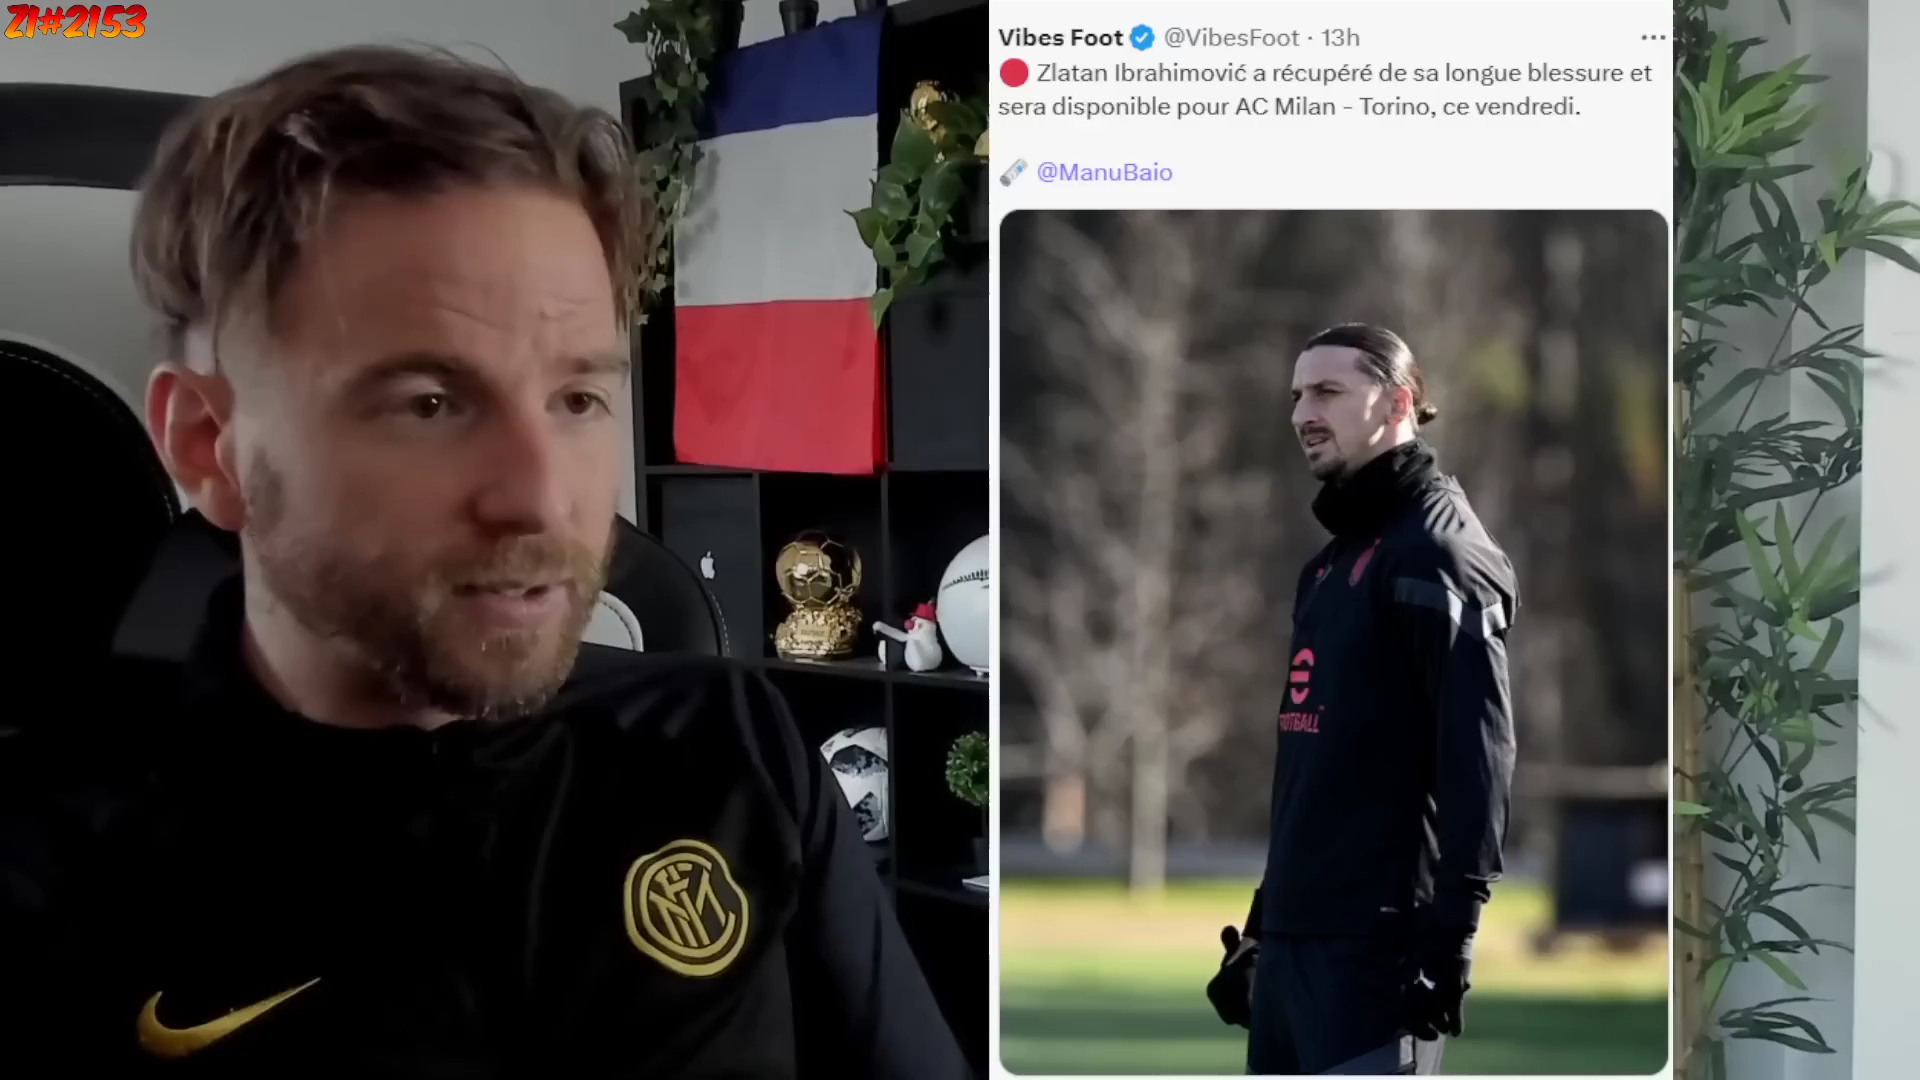 Z1#2153
Vibes Foot @VibesFoot · 13h
Zlatan Ibrahimović a récupéré de sa longue blessure et
sera disponible pour AC Milan - Torino, ce vendredi.
@ManuBaio
FOOTBALL